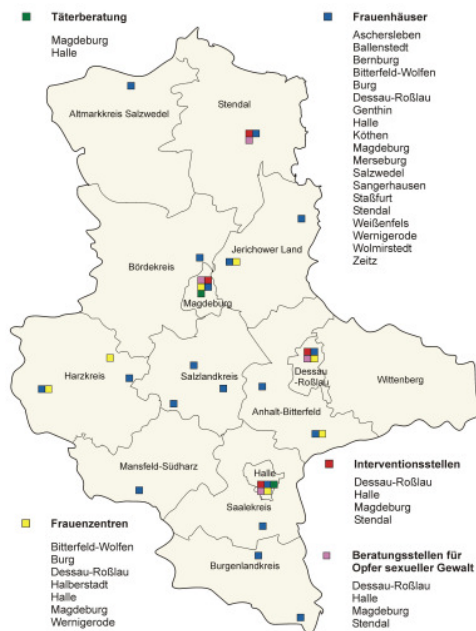 Täterberatung
Magdeburg
Halle
Frauenhäuser
Aschersleben
Ballenstedt
Bernburg
Bitterfeld-Wolfen
Burg
Dessau-Roßlau
Genthin
Halle
Köthen
Magdeburg
Merseburg
Salzwedel
Sangerhausen
Staßfurt
Stendal
Weißenfels
Wernigerode
Wolmirstedt
Zeitz
Altmarkkreis Salzwedel
Stendal
Bördekreis
Jerichower Land
Magdeburg
Harzkreis
Salzlandkreis
Dessau
-Roßlau
Wittenberg
Anhalt-Bitterfeld
Mansfeld-Südharz
Halle
Saalekreis
Burgenlandkreis
Interventionsstellen
Dessau-Roßlau
Halle
Magdeburg
Stendal
Frauenzentren
Bitterfeld-Wolfen
Burg
Dessau-Roßlau
Halberstadt
Halle
Magdeburg
Wernigerode
Beratungsstellen für
Opfer sexueller Gewalt
Dessau-Roßlau
Halle
Magdeburg
Stendal